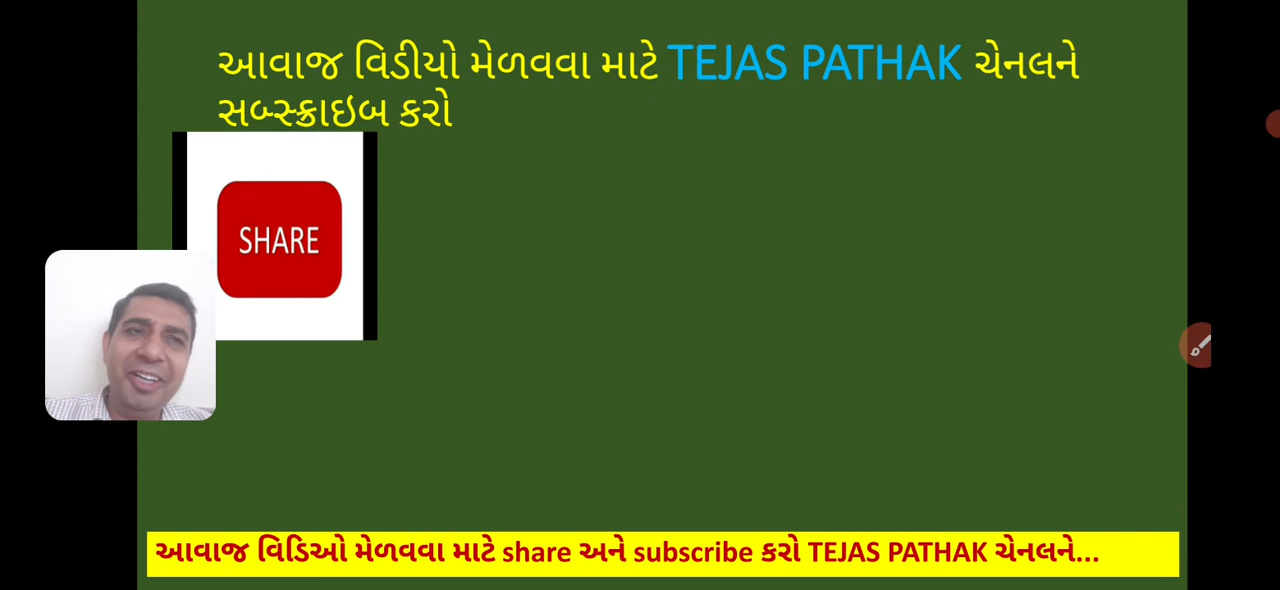 આવાજ વિડીયો મેળવવા માટે TEJAS PATHAK ચેનલને
સબ્સ્ક્રાઇબ કરો
SHARE
આવાજ વિડિઓ મેળવવા માટે share અને subscribe કરો TEJAS PATHAK ચેનલને...